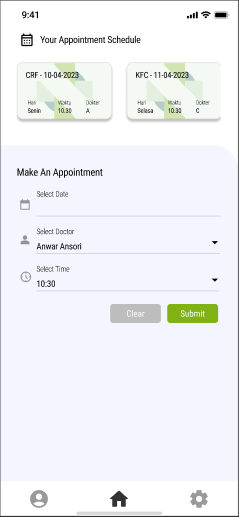 9:41
Your Appointment Schedule
CRF - 10-04-2023
Hari Waktu Dokter
Senin 10.30 A
KFC - 11-04-2023
Hari Waktu Dokter
Selasa 10.30 C
Make An Appointment
Select Date
Select Doctor
Anwar Ansori
Select Time
10:30
Clear Submit